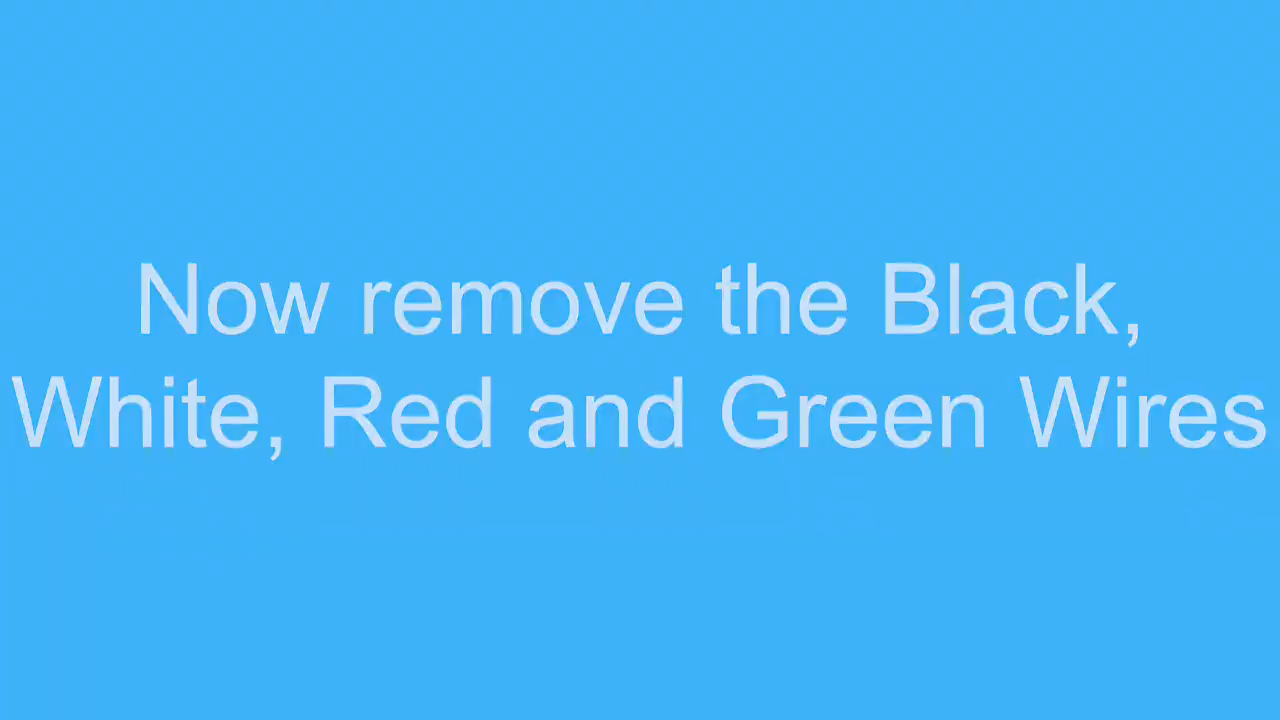 Now remove the Black,
White, Red and Green Wires